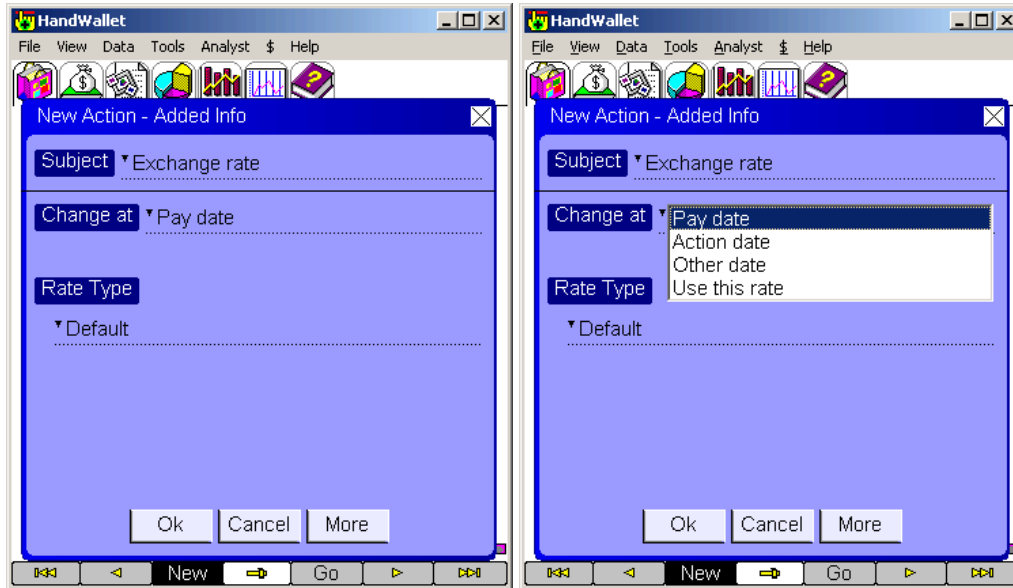 HandWallet
File View Data Tools Analyst $ Help
$ ?
New Action - Added Info
Subject Exchange rate
Change at Pay date
Rate Type
Default
Ok Cancel More
New Go
HandWallet
File View Data Tools Analyst $ Help
$ ?
New Action - Added Info
Subject Exchange rate
Change at Pay date
Action date
Other date
Rate Type Use this rate
Default
Ok Cancel More
New Go